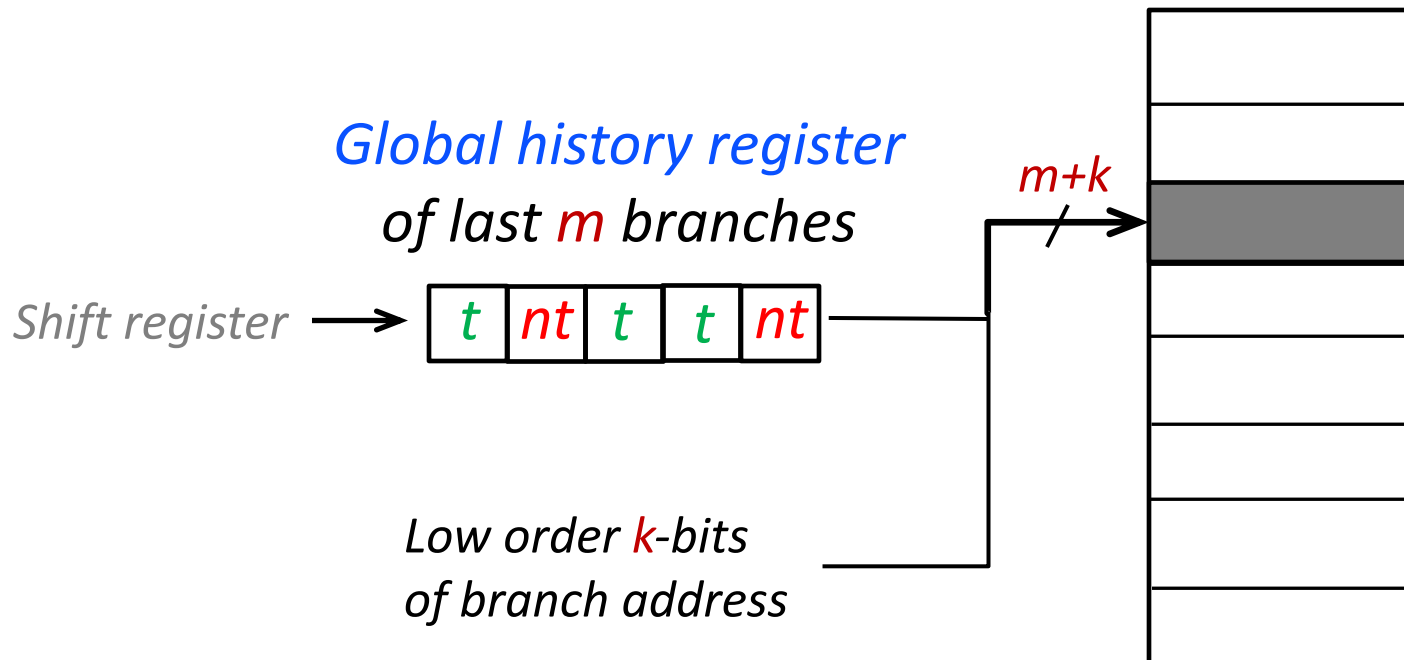 Global history register
of last m branches
m+k
Shift register
t nt t t nt
Low order k-bits
of branch address